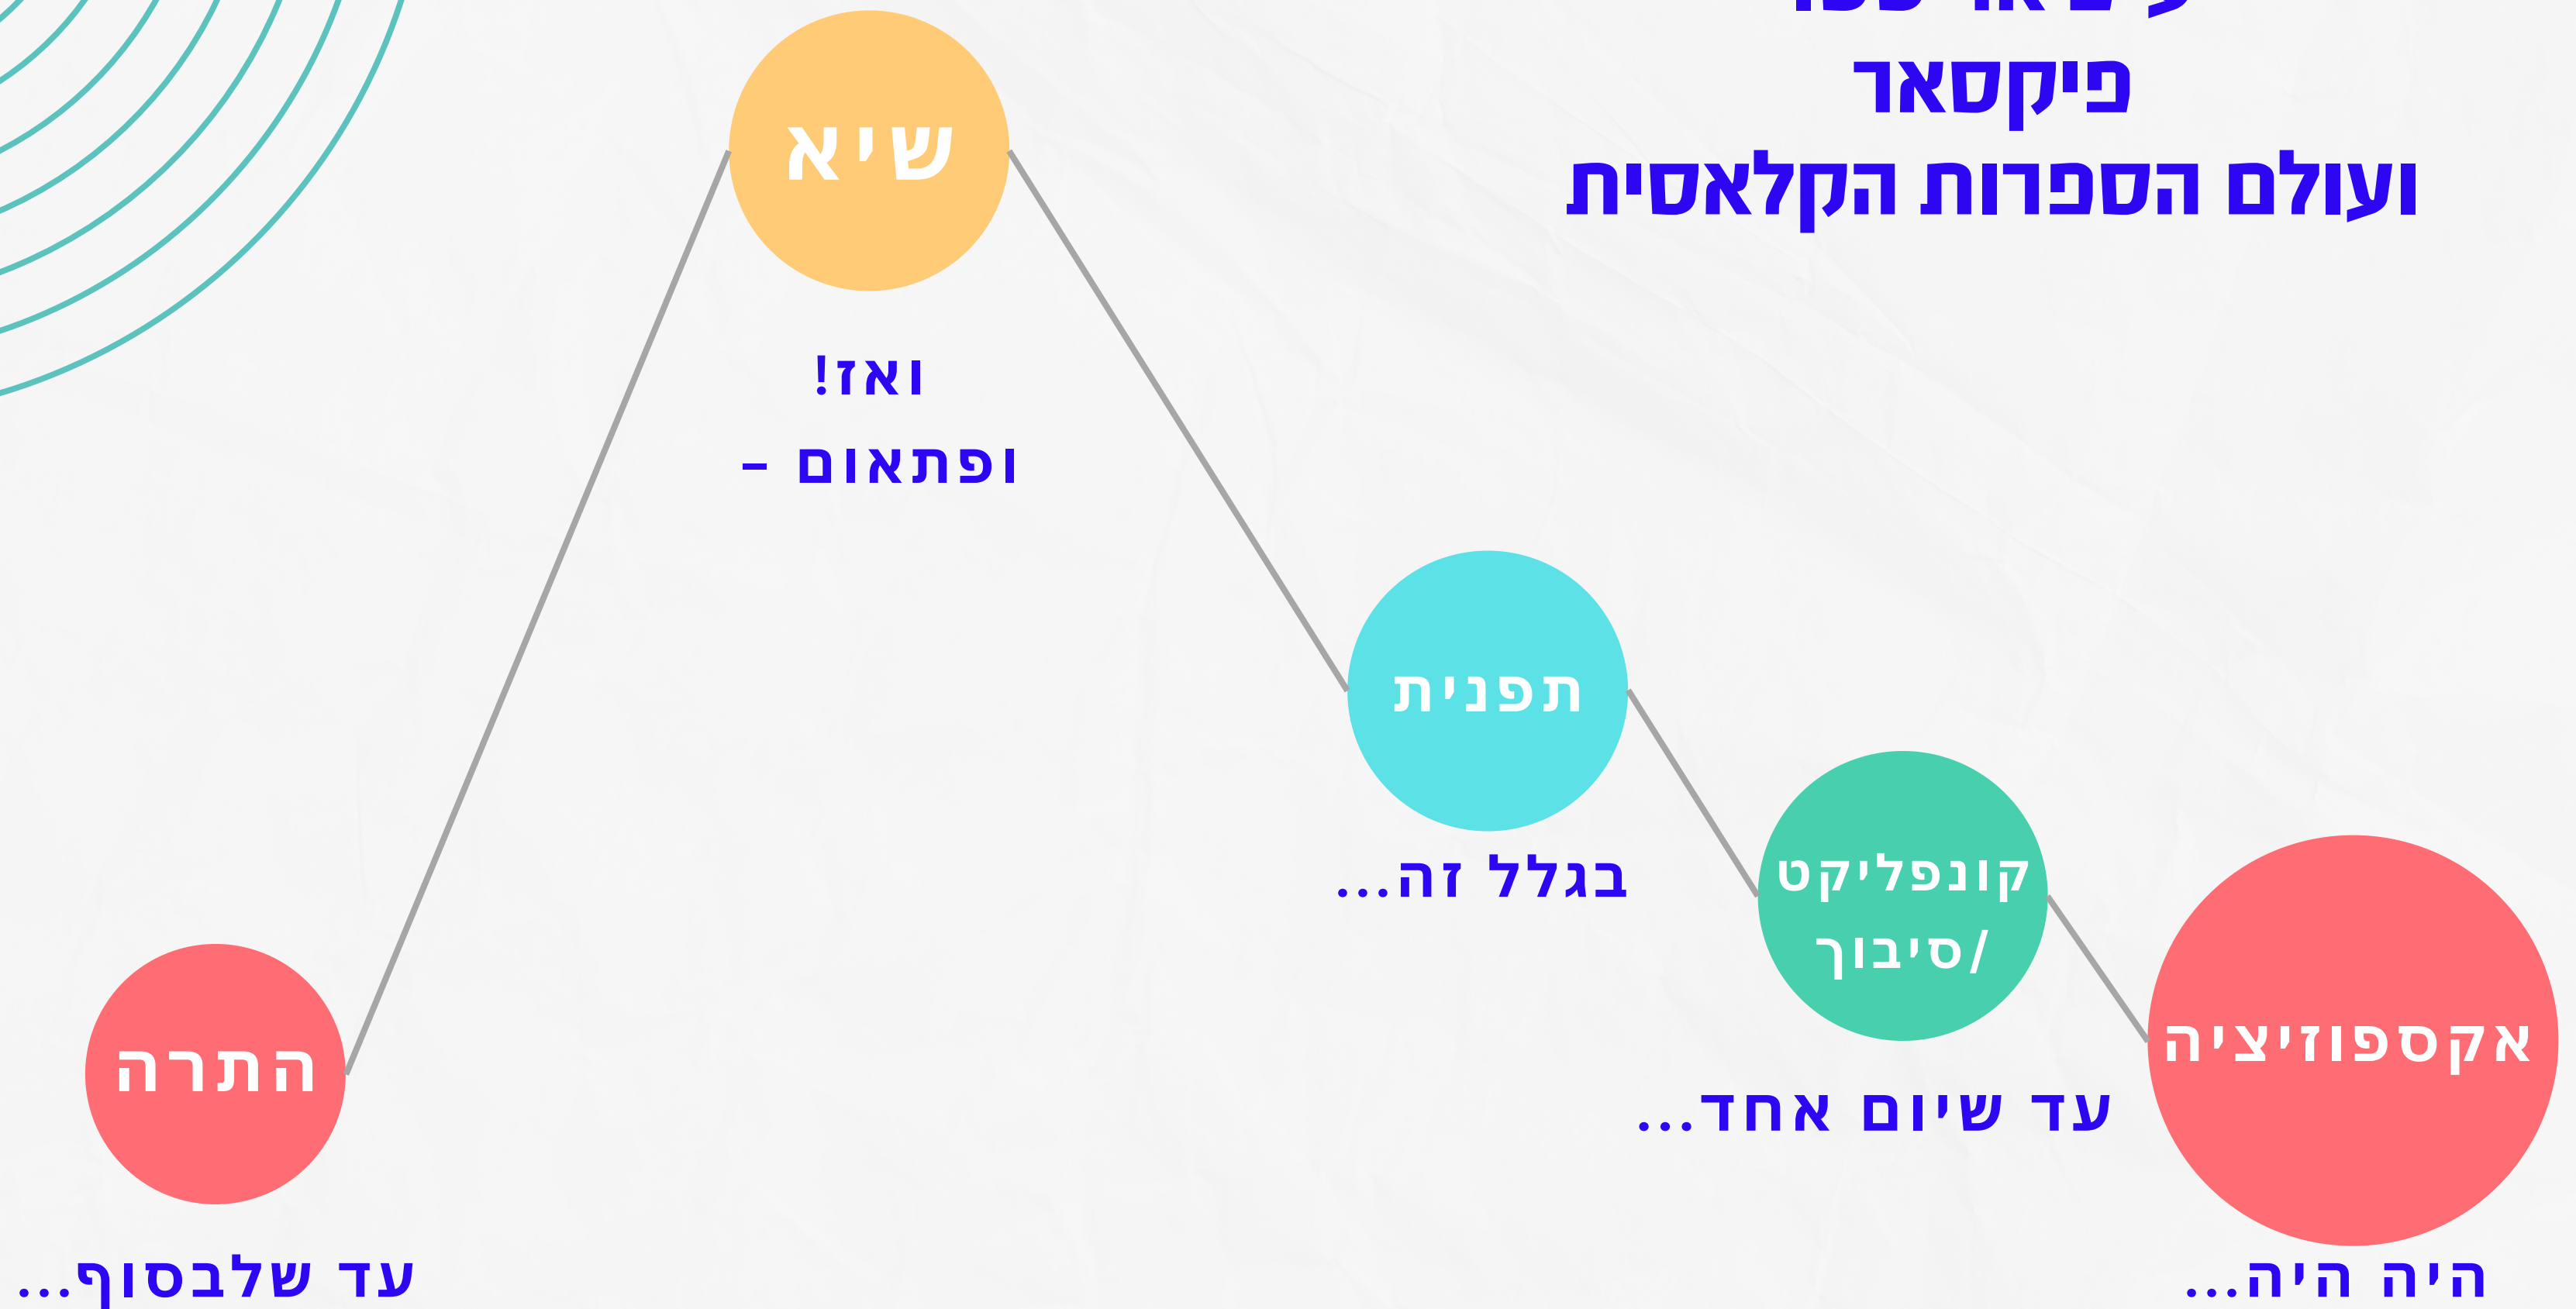 פיקסאר
ועולם הספרות הקלאסית
אקספוזיציה
היה היה...
קונפליקט
/סיבוך
עד שיום אחד...
תפנית
בגלל זה...
שיא
ואז!
ופתאום –
התרה
עד שלבסוף...